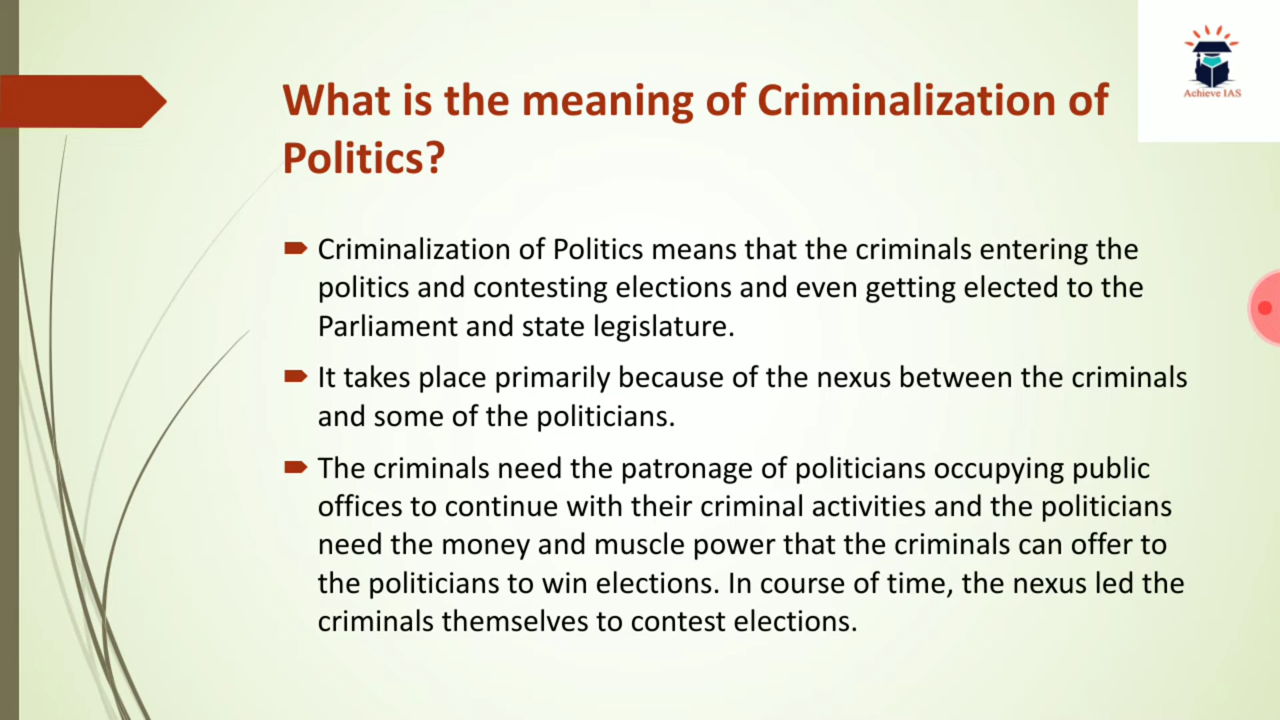 Achieve IAS
What is the meaning of Criminalization of
Politics?
Criminalization of Politics means that the criminals entering the
politics and contesting elections and even getting elected to the
Parliament and state legislature.
It takes place primarily because of the nexus between the criminals
and some of the politicians.
The criminals need the patronage of politicians occupying public
offices to continue with their criminal activities and the politicians
need the money and muscle power that the criminals can offer to
the politicians to win elections. In course of time, the nexus led the
criminals themselves to contest elections.